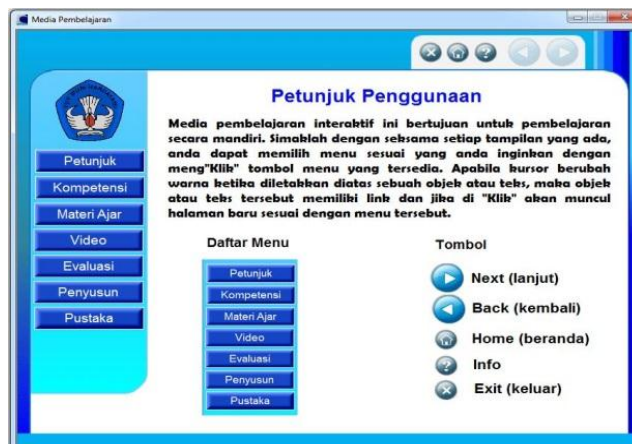 Media Pembelajaran
Petunjuk
Kompetensi
Materi Ajar
Video
Evaluasi
Penyusun
Pustaka
Petunjuk Penggunaan
Media pembelajaran interaktif ini bertujuan untuk pembelajaran
secara mandiri. Simaklah dengan seksama setiap tampilan yang ada,
anda dapat memilih menu sesuai yang anda inginkan dengan
meng"Klik" tombol menu yang tersedia. Apabila kursor berubah
warna ketika diletakkan diatas sebuah objek atau teks, maka objek
atau teks tersebut memiliki link dan jika di "Klik" akan muncul
halaman baru sesuai dengan menu tersebut.
Daftar Menu
Petunjuk
Kompetensi
Materi Ajar
Video
Evaluasi
Penyusun
Pustaka
Tombol
Next (lanjut)
Back (kembali)
Home (beranda)
Info
Exit (keluar)